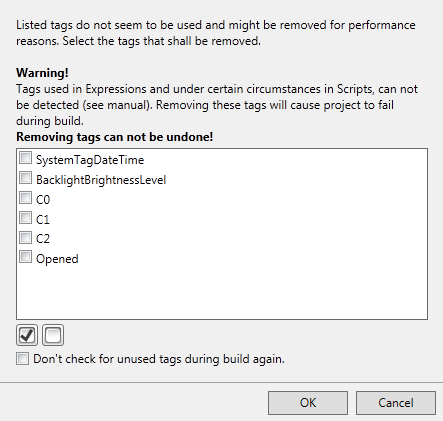 Listed tags do not seem to be used and might be removed for performance
reasons. Select the tags that shall be removed.
Warning!
Tags used in Expressions and under certain circumstances in Scripts, can not
be detected (see manual). Removing these tags will cause project to fail
during build.
Removing tags can not be undone!
SystemTagDateTime
BacklightBrightnessLevel
C0
C1
C2
Opened
Don't check for unused tags during build again.
OK
Cancel